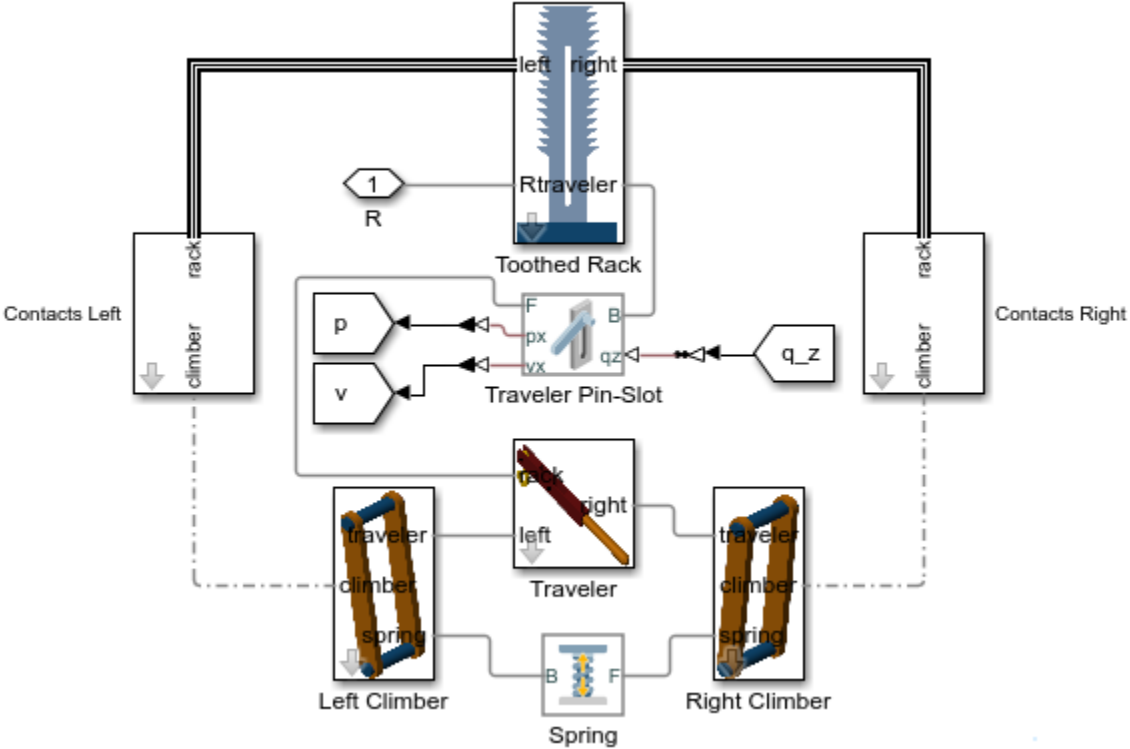 left right
1
R
Rtraveler
Toothed Rack
rack
climber
Contacts Left
rack
climber
Contacts Right
p
v
F
px
vx
B
qz
q_z
Traveler Pin-Slot
rack
right
left
Traveler
traveler
climber
spring
Left Climber
traveler
climber
spring
Right Climber
B F
Spring